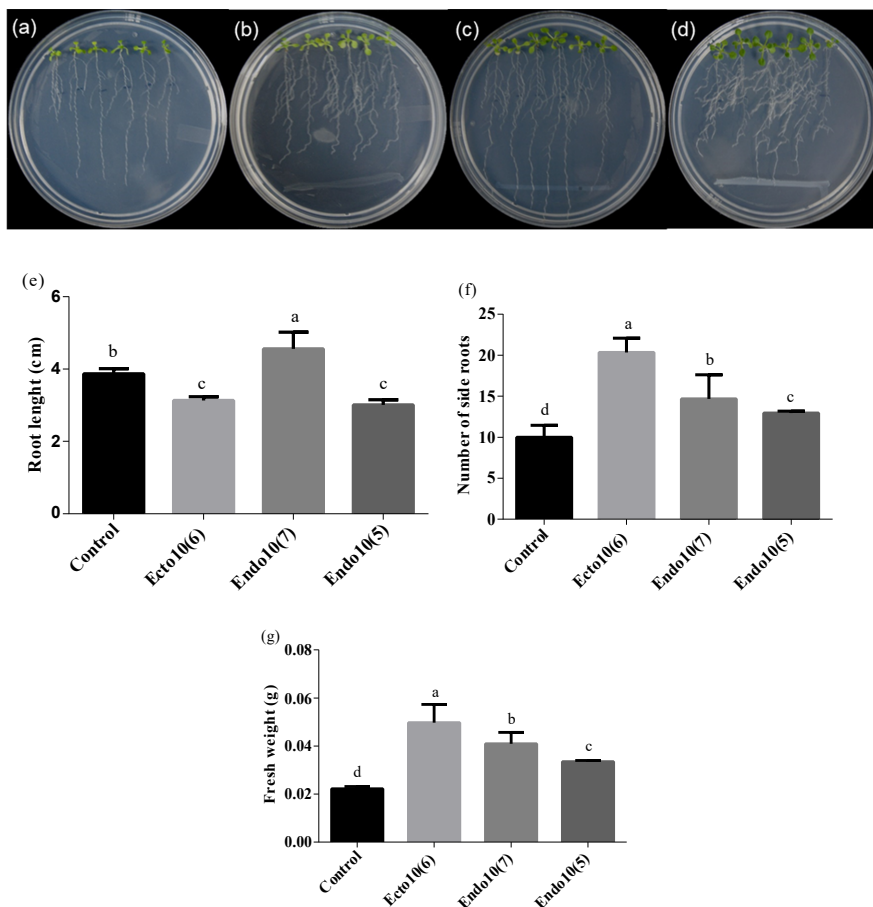 (a) (b) (c) (d)
(e)
Root lenght (cm)
6
4
2
0
b
c
a
c
Control
Ecto10(6)
Endo10(7)
Endo10(5)
(f)
Number of side roots
25
20
15
10
5
0
d
a
b
c
Control
Ecto10(6)
Endo10(7)
Endo10(5)
(g)
Fresh weight (g)
0.08
0.06
0.04
0.02
0.00
d
a
b
c
Control
Ecto10(6)
Endo10(7)
Endo10(5)